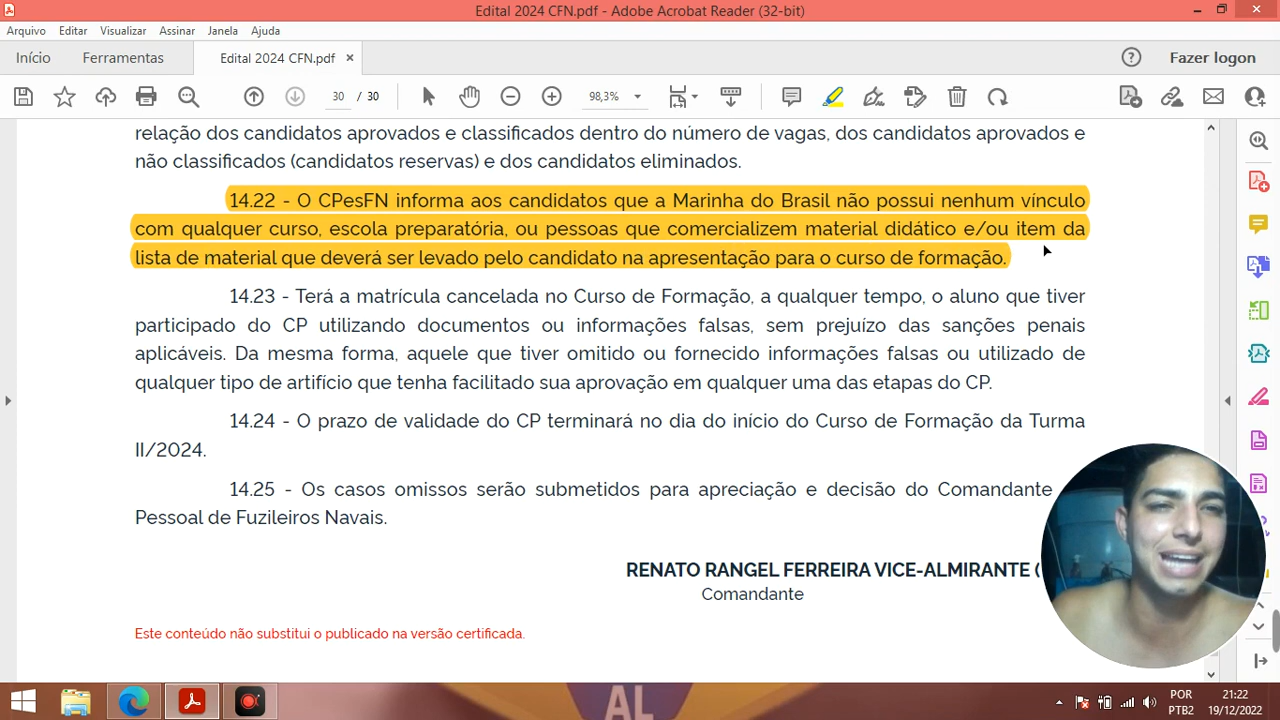 Edital 2024 CFN.pdf - Adobe Acrobat Reader (32-bit)
Arquivo Editar Visualizar Assinar Janela Ajuda
Início Ferramentas Edital 2024 CFN.pdf × Fazer logon
30 / 30 98,3%
relação dos candidatos aprovados e classificados dentro do número de vagas, dos candidatos aprovados e
não classificados (candidatos reservas) e dos candidatos eliminados.
14.22 - O CPesFN informa aos candidatos que a Marinha do Brasil não possui nenhum vínculo
com qualquer curso, escola preparatória, ou pessoas que comercializem material didático e/ou item da
lista de material que deverá ser levado pelo candidato na apresentação para o curso de formação.
14.23 - Terá a matrícula cancelada no Curso de Formação, a qualquer tempo, o aluno que tiver
participado do CP utilizando documentos ou informações falsas, sem prejuízo das sanções penais
aplicáveis. Da mesma forma, aquele que tiver omitido ou fornecido informações falsas ou utilizado de
qualquer tipo de artifício que tenha facilitado sua aprovação em qualquer uma das etapas do CP.
14.24 - O prazo de validade do CP terminará no dia do início do Curso de Formação da Turma
II/2024.
14.25 - Os casos omissos serão submetidos para apreciação e decisão do Comandante
Pessoal de Fuzileiros Navais.
RENATO RANGEL FERREIRA VICE-ALMIRANTE (
Comandante
Este conteúdo não substitui o publicado na versão certificada.
AL
POR 21:22
PTB2 19/12/2022